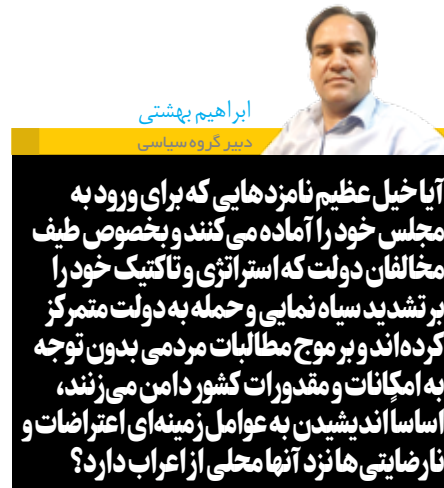 ابراهیم بهشتی
دبیر گروه سیاسی
آیا خیل عظیم نامزدهایی که برای ورود به
مجلس خود را آماده می‌کنند و بخصوص طیف
مخالفان دولت که استراتژی و تاکتیک خود را
بر تشدید سیاه نمایی و حمله به دولت متمرکز
کرده‌اند و بر موج مطالبات مردمی بدون توجه
به امکانات و مقدورات کشور دامن می‌زنند،
اساساً اندیشیدن به عوامل زمینه‌ای اعتراضات و
نارضایتی‌ها نزد آنها محلی از اعراب دارد؟